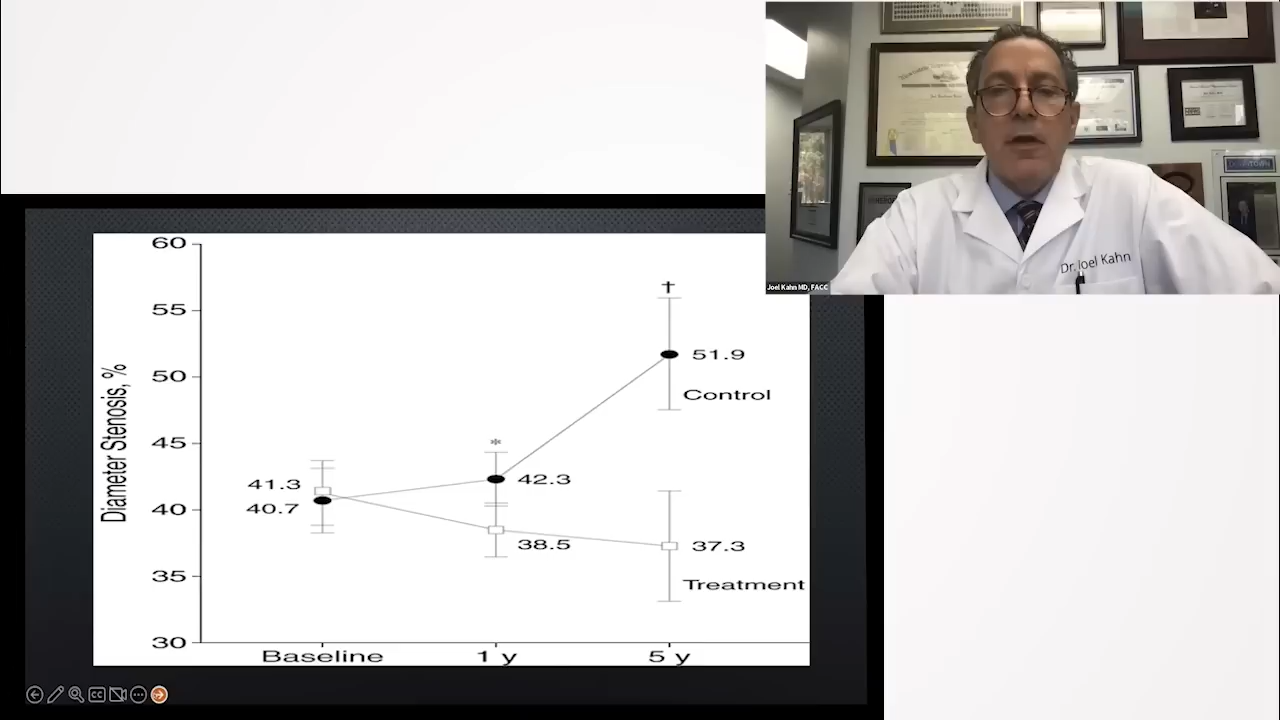 60
55
50
45
40
35
30
Diameter Stenosis, %
41.3
40.7
*
42.3
38.5
†
51.9
Control
37.3
Treatment
Baseline
1 y
5 y
CC
Dr. Joel Kahn
Joel Kahn MD, FACC